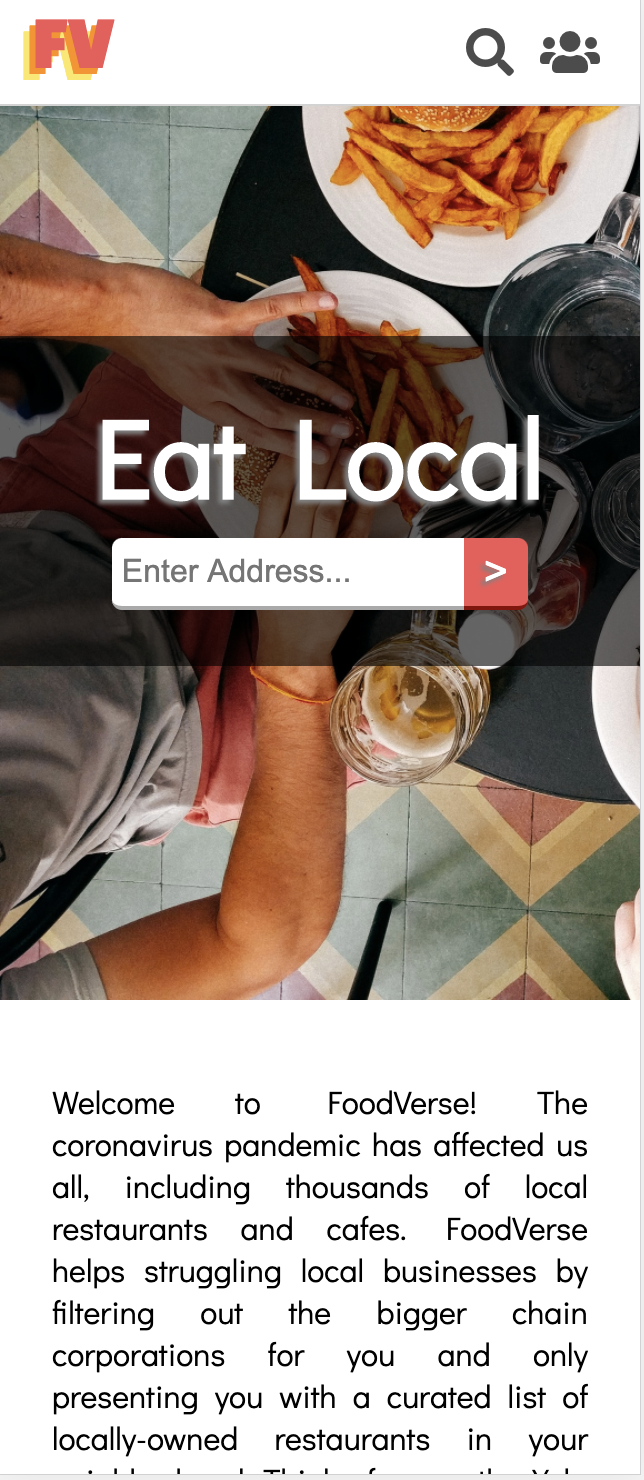 FV
Eat Local
Enter Address... >
Welcome to FoodVerse! The
coronavirus pandemic has affected us
all, including thousands of local
restaurants and cafes. FoodVerse
helps struggling local businesses by
filtering out the bigger chain
corporations for you and only
presenting you with a curated list of
locally-owned restaurants in your